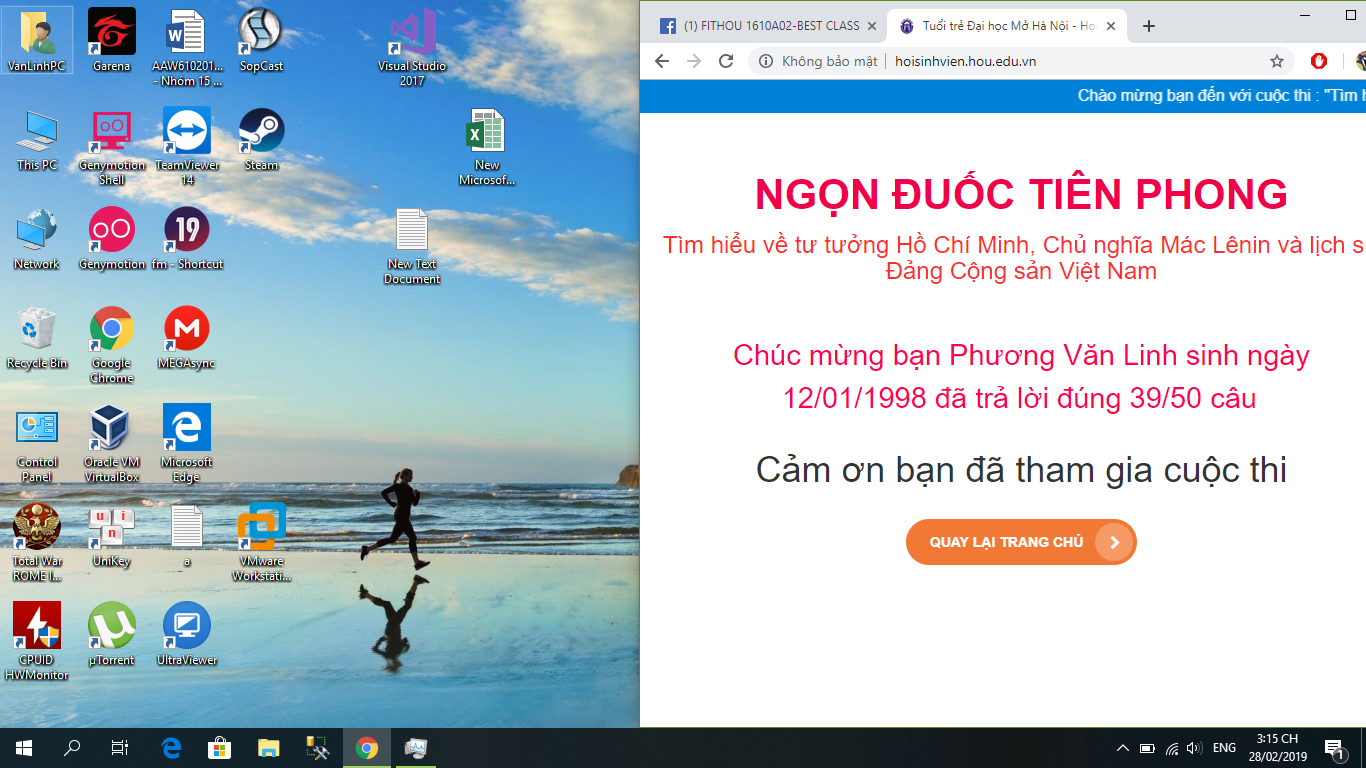 VanLinhPC
Garena
AAW610201...
- Nhóm 15 ...
SopCast
Visual Studio
2017
This PC
Genymotion
Shell
TeamViewer
14
Steam
New
Microsof...
Network
Genymotion
19
fm - Shortcut
New Text
Document
Recycle Bin
Google
Chrome
MEGAsync
Control
Panel
Oracle VM
VirtualBox
Microsoft
Edge
Total War
ROME I...
UniKey
a
VMware
Workstati...
CPUID
HWMonitor
µTorrent
UltraViewer
(1) FITHOU 1610A02-BEST CLASS
Tuổi trẻ Đại học Mở Hà Nội - Họ
Không bảo mật
hoisinhvien.hou.edu.vn
Chào mừng bạn đến với cuộc thi : "Tìm h
NGỌN ĐUỐC TIÊN PHONG
Tìm hiểu về tư tưởng Hồ Chí Minh, Chủ nghĩa Mác Lênin và lịch s
Đảng Cộng sản Việt Nam
Chúc mừng bạn Phương Văn Linh sinh ngày
12/01/1998 đã trả lời đúng 39/50 câu
Cảm ơn bạn đã tham gia cuộc thi
QUAY LẠI TRANG CHỦ
ENG
3:15 CH
28/02/2019
1